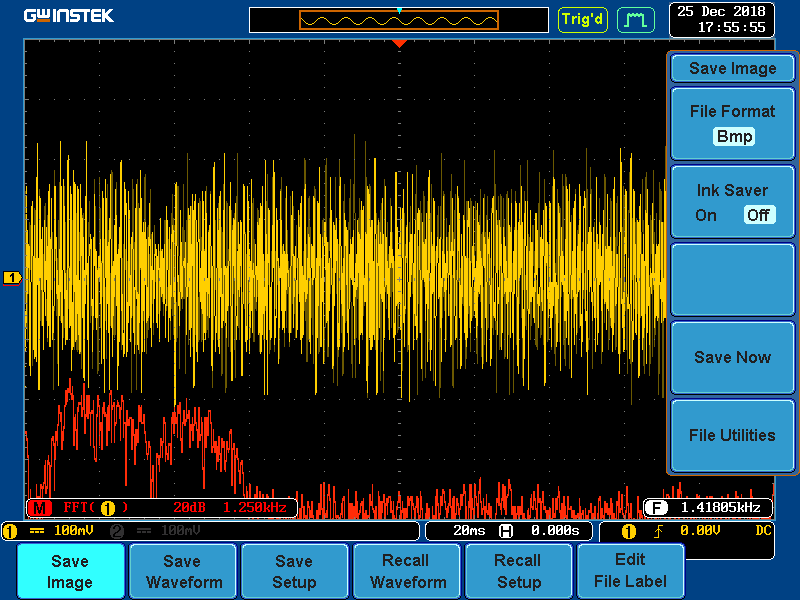 GWINSTEK
Trig'd
25 Dec 2018
17:55:55
Save Image
File Format
Bmp
Ink Saver
On Off
1
Save Now
File Utilities
M FFT( 1 ) 20dB 1.250kHz
F 1.41805kHz
1 100mV 2 100mV
20ms H 0.000s
1 0.00V DC
Save
Image
Save
Waveform
Save
Setup
Recall
Waveform
Recall
Setup
Edit
File Label